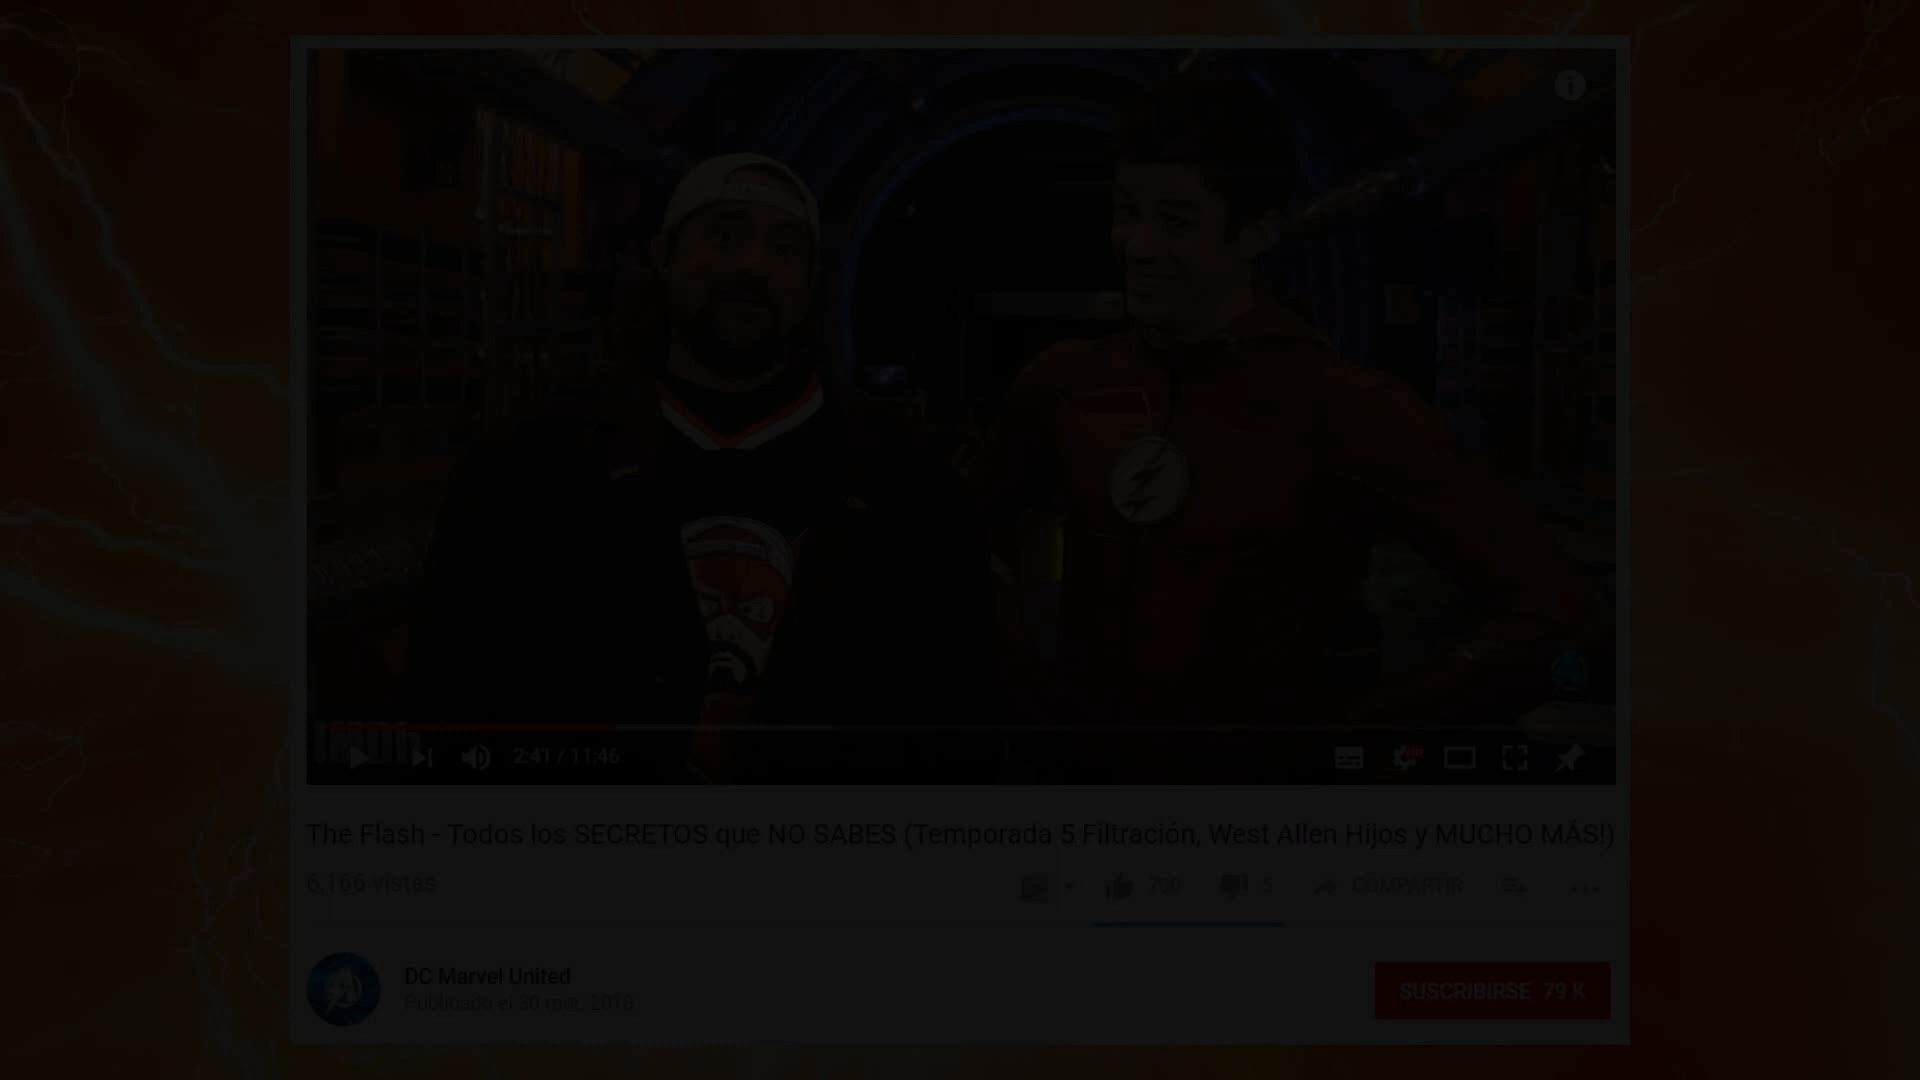 2:41 / 11:46
The Flash - Todos los SECRETOS que NO SABES (Temporada 5 Filtración, West Allen Hijos y MUCHO MÁS!)
6,166 vistas
200
5
COMPARTIR
DC Marvel United
Publicado el 30 mar. 2018
SUSCRIBIRSE 79 K